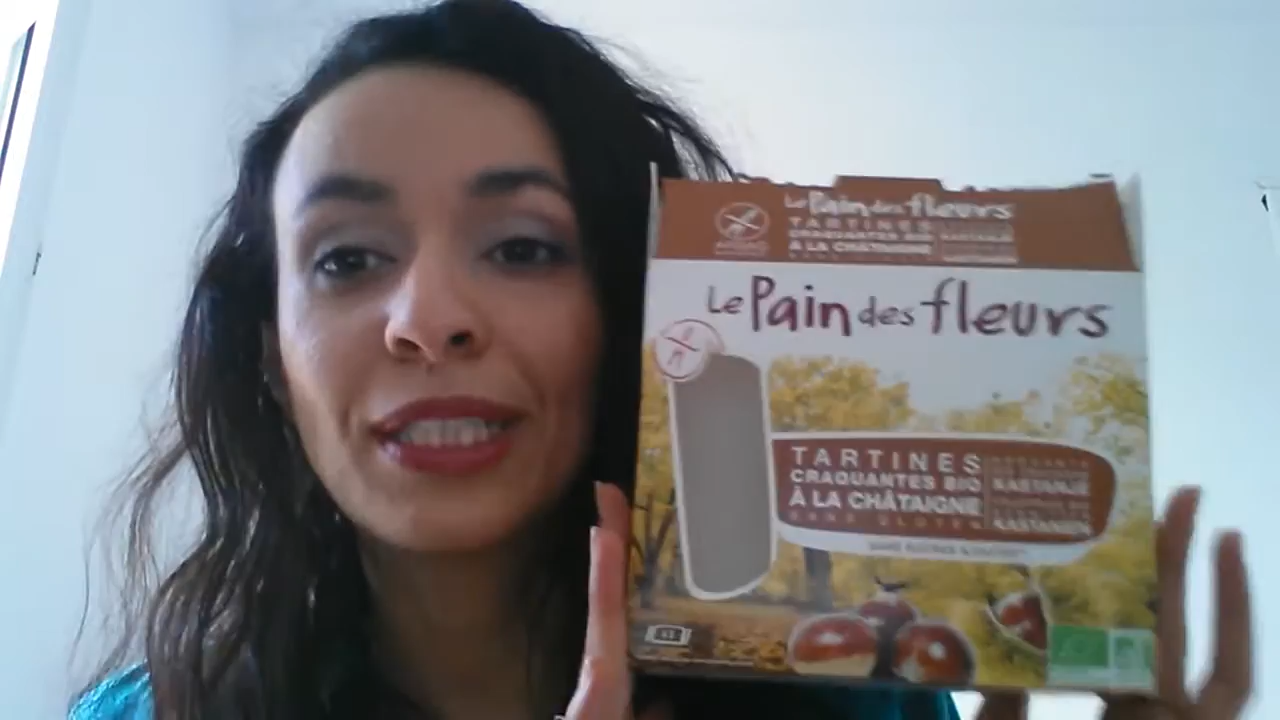 Le Pain des fleurs
TARTINES
CRAQUANTES BIO
À LA CHÂTAIGNE
Le Pain des fleurs
TARTINES
CRAQUANTES BIO
À LA CHÂTAIGNE
SANS GLUTEN
KASTANJE
KASTANIEN